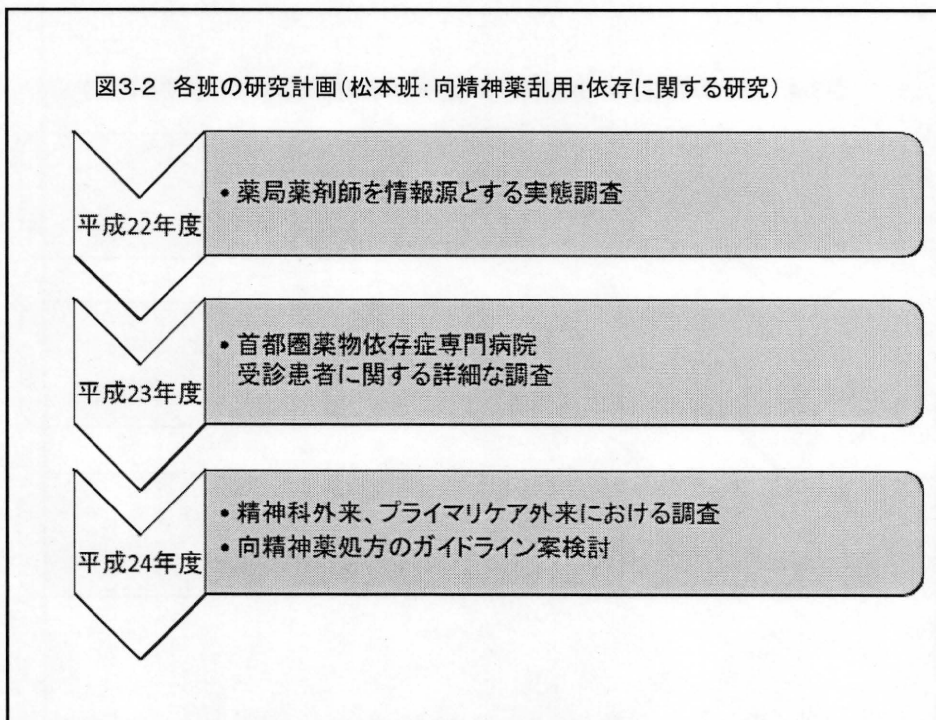 図3-2 各班の研究計画(松本班:向精神薬乱用・依存に関する研究)
平成22年度
• 薬局薬剤師を情報源とする実態調査
平成23年度
• 首都圏薬物依存症専門病院
受診患者に関する詳細な調査
平成24年度
• 精神科外来、プライマリケア外来における調査
• 向精神薬処方のガイドライン案検討